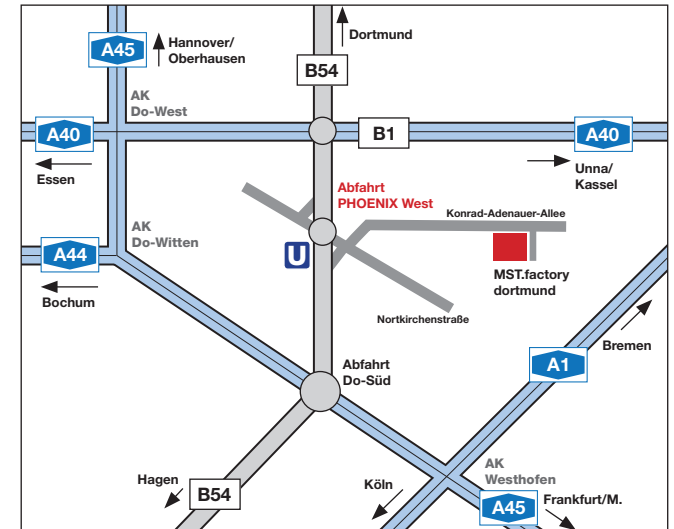 Dortmund
A45
Hannover/
Oberhausen
B54
AK
Do-West
A40
B1
A40
Essen
Unna/
Kassel
Abfahrt
PHOENIX West
Konrad-Adenauer-Allee
AK
Do-Witten
U
A44
MST.factory
dortmund
Bochum
Nortkirchenstraße
Bremen
A1
Abfahrt
Do-Süd
AK
Westhofen
Hagen
Köln
B54
A45
Frankfurt/M.